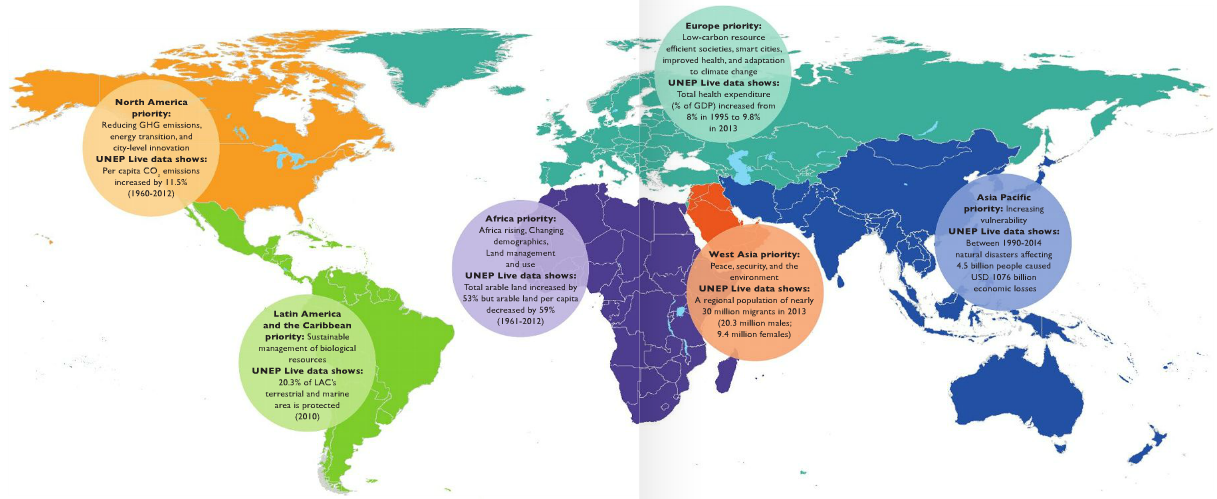 North America
priority:
Reducing GHG emissions,
energy transition, and
city-level innovation
UNEP Live data shows:
Per capita CO₂ emissions
increased by 11.5%
(1960-2012)
Latin America
and the Caribbean
priority: Sustainable
management of biological
resources
UNEP Live data shows:
20.3% of LAC's
terrestrial and marine
area is protected
(2010)
Africa priority:
Africa rising, Changing
demographics,
Land management
and use
UNEP Live data shows:
Total arable land increased by
53% but arable land per capita
decreased by 59%
(1961-2012)
Europe priority:
Low-carbon resource
efficient societies, smart cities,
improved health, and adaptation
to climate change
UNEP Live data shows:
Total health expenditure
(% of GDP) increased from
8% in 1995 to 9.8%
in 2013
West Asia priority:
Peace, security, and the
environment
UNEP Live data shows:
A regional population of nearly
30 million migrants in 2013
(20.3 million males;
9.4 million females)
Asia Pacific
priority: Increasing
vulnerability
UNEP Live data shows:
Between 1990-2014
natural disasters affecting
4.5 billion people caused
USD 1076 billion
economic losses